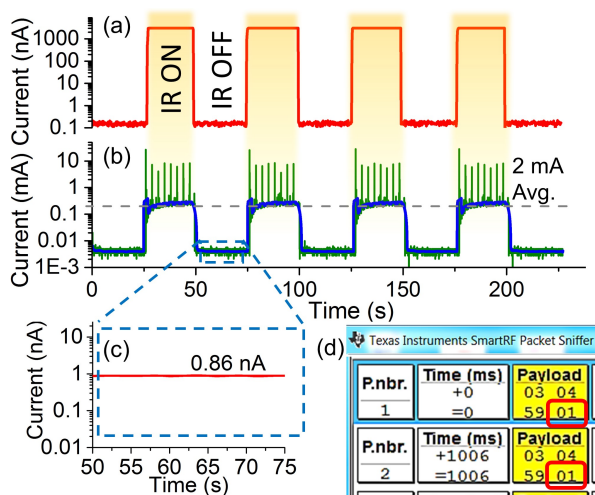 (a)
Current (nA)
1000
100
10
1
0.1
IR ON
IR OFF
(b)
Current (mA)
10
1
0.1
0.01
1E-3
2 mA
Avg.
0
50
100
150
200
Time (s)
(c)
Current (nA)
10
1
0.1
0.01
0.86 nA
50 55 60 65 70 75
Time (s)
(d)
Texas Instruments SmartRF Packet Sniffer
P.nbr.
1
Time (ms)
+0
=0
Payload
03 04
59 01
P.nbr.
2
Time (ms)
+1006
=1006
Payload
03 04
59 01